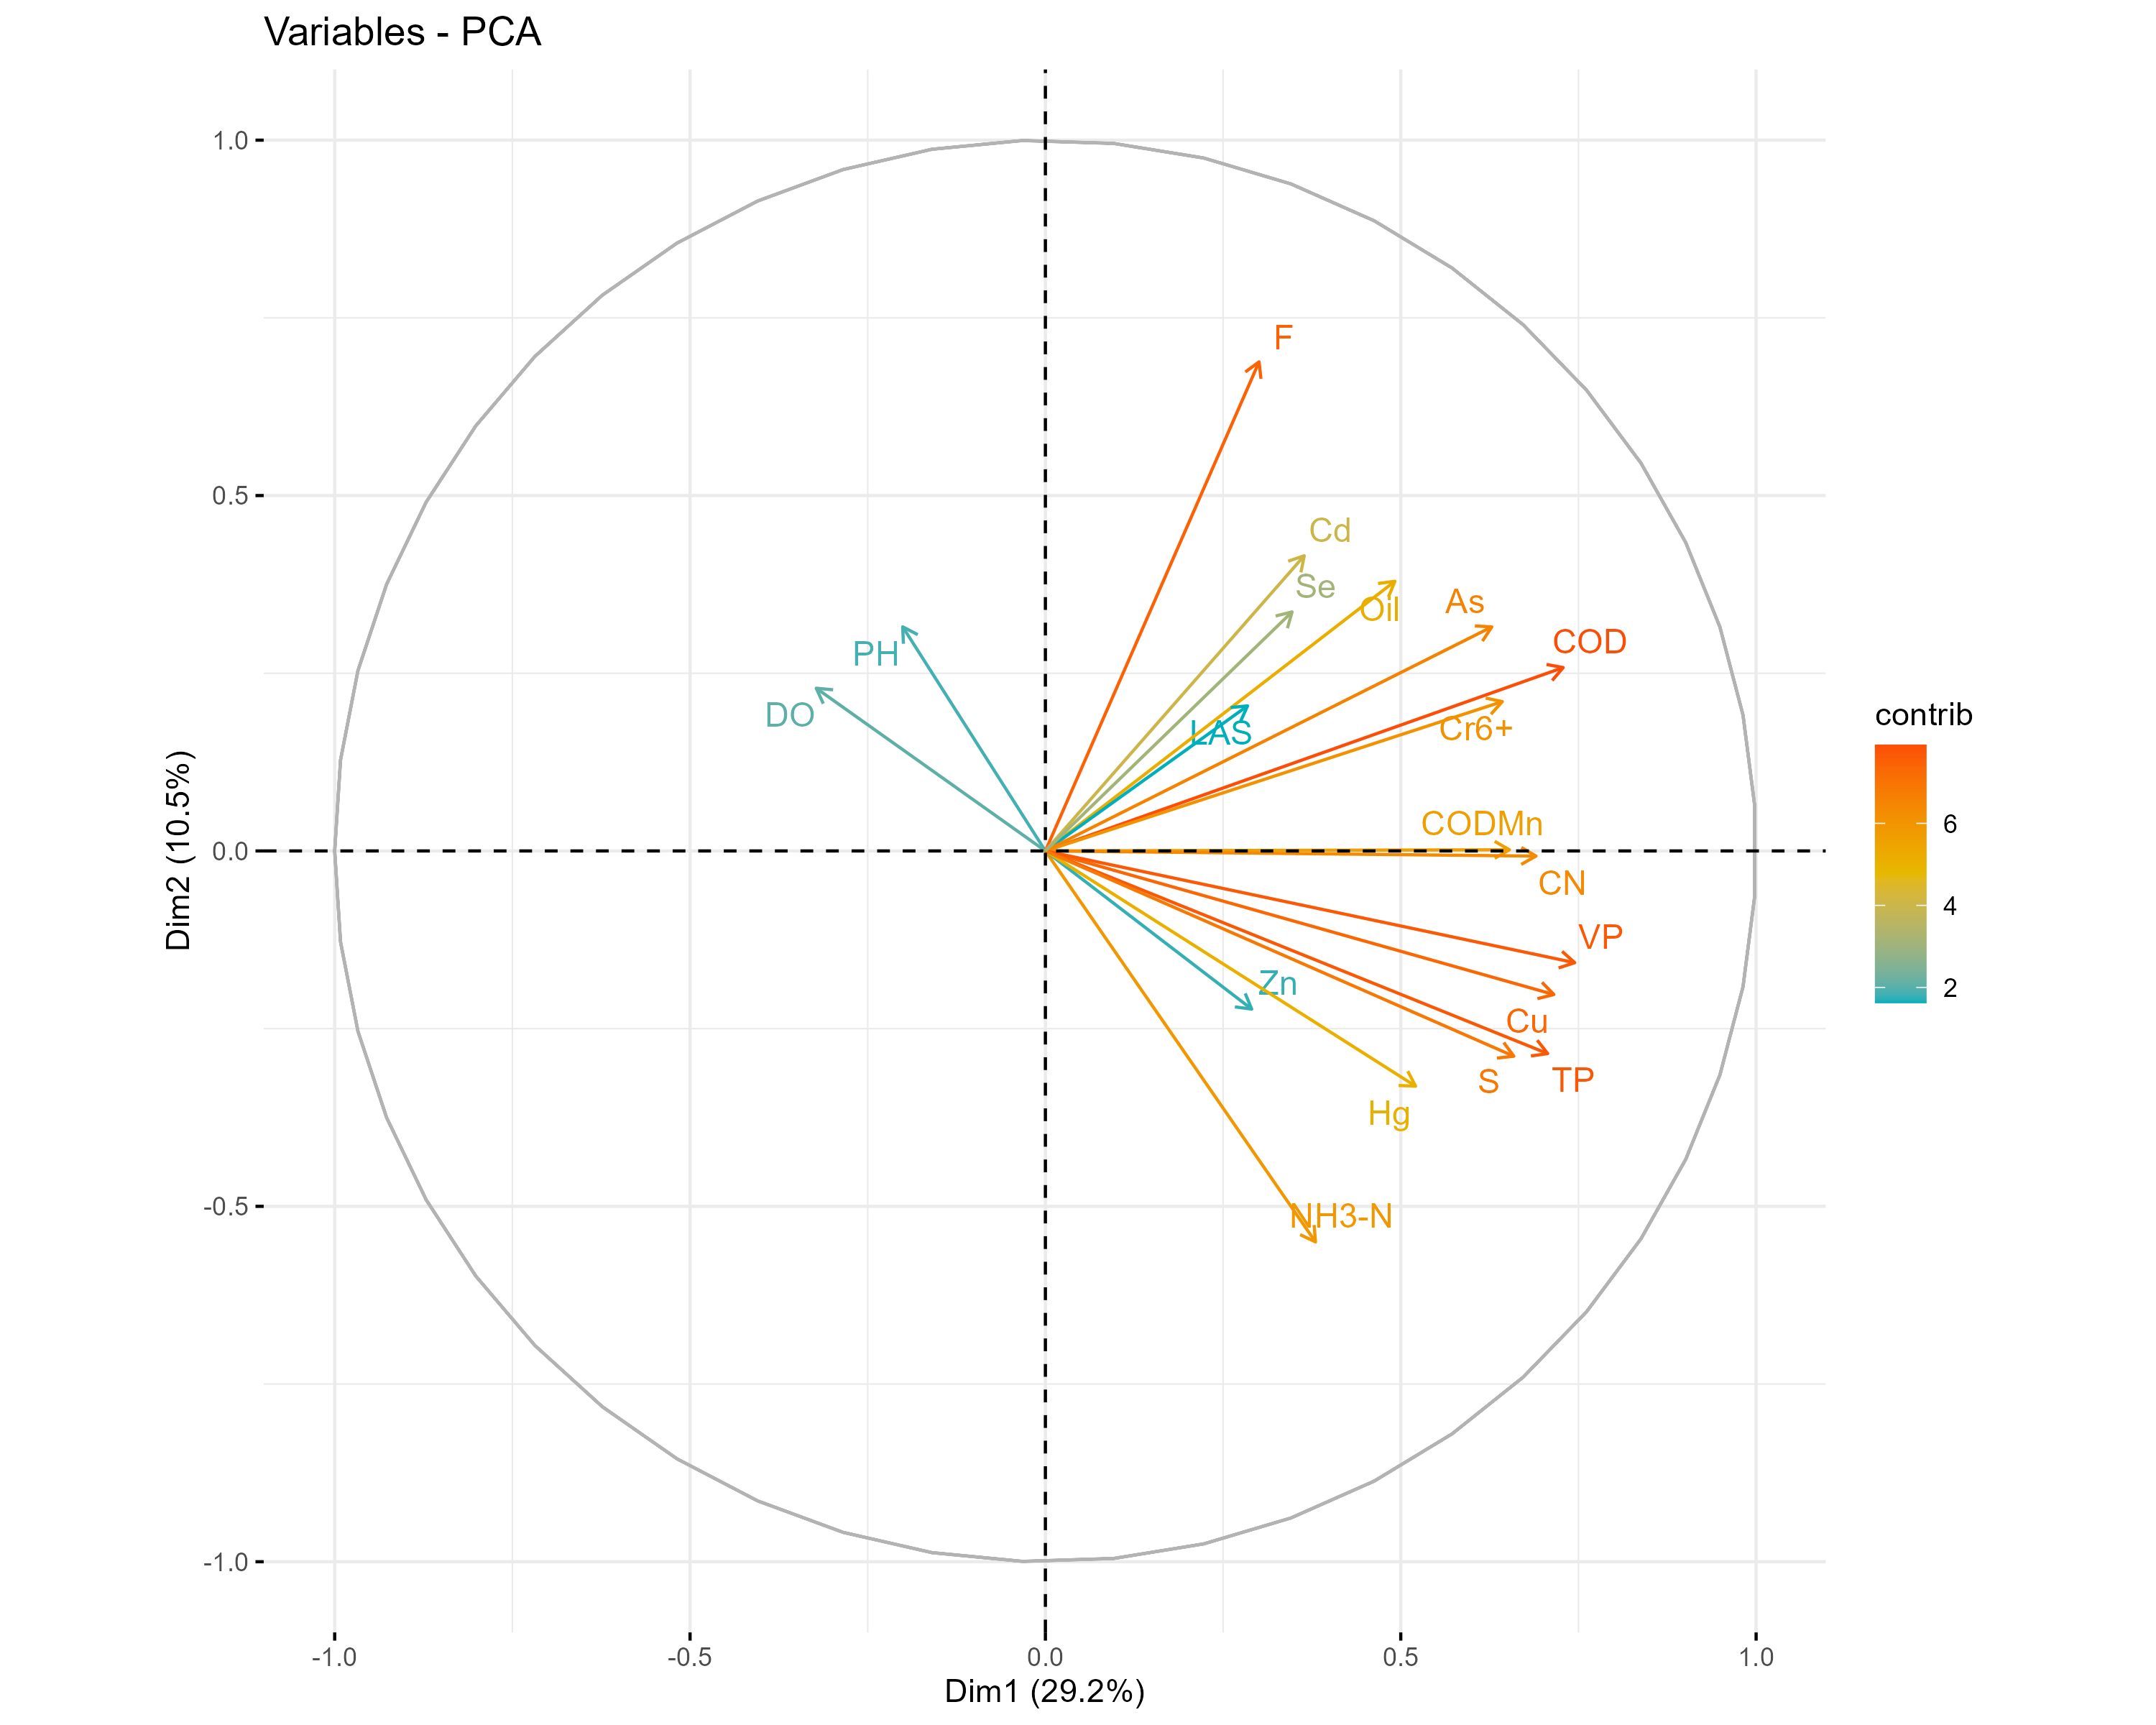 Variables - PCA
1.0
0.5
0.0
-0.5
-1.0
Dim2 (10.5%)
F
Cd
Se
Oil
As
COD
PH
DO
LAS
Cr6+
CODMn
CN
VP
Zn
Cu
S
TP
Hg
NH3-N
-1.0
-0.5
0.0
0.5
1.0
Dim1 (29.2%)
contrib
6
4
2